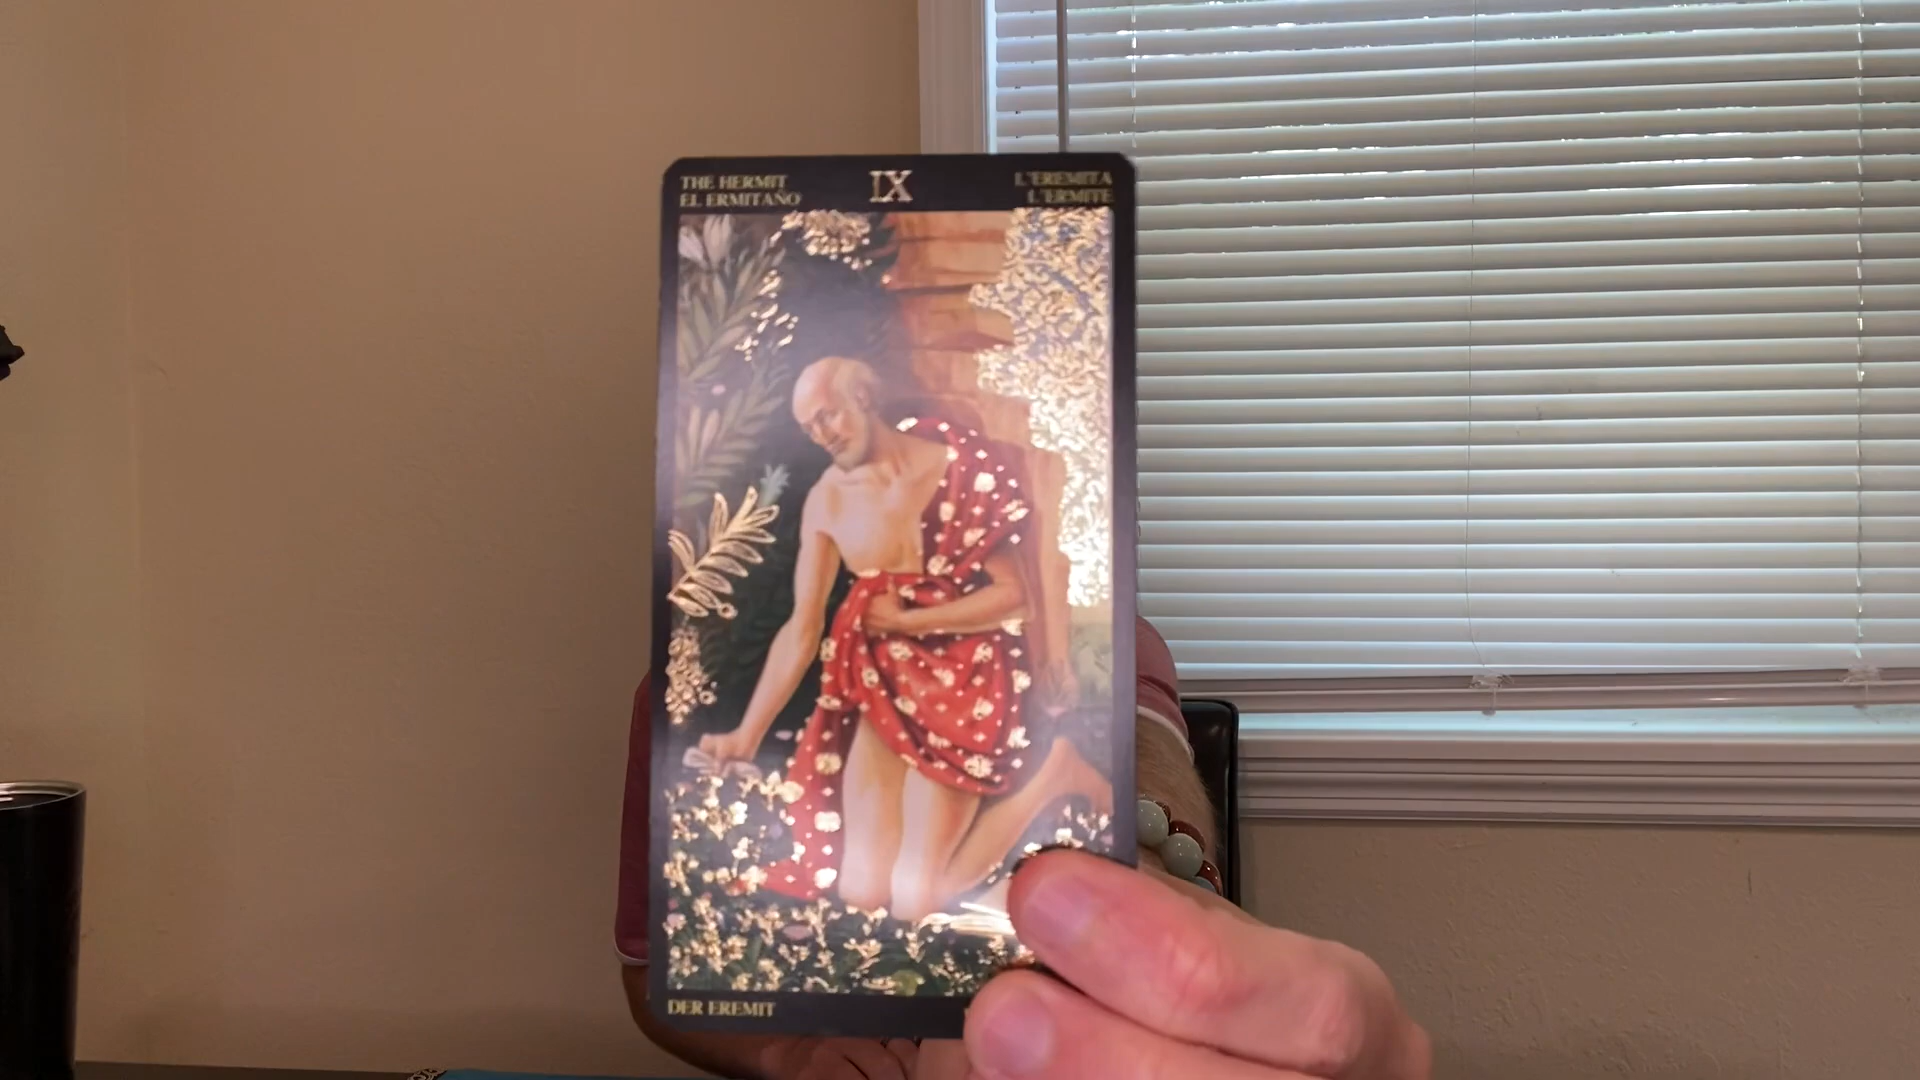 THE HERMIT
EL ERMITAÑO
IX
L'EREMITA
L'ERMITE
DER EREMIT